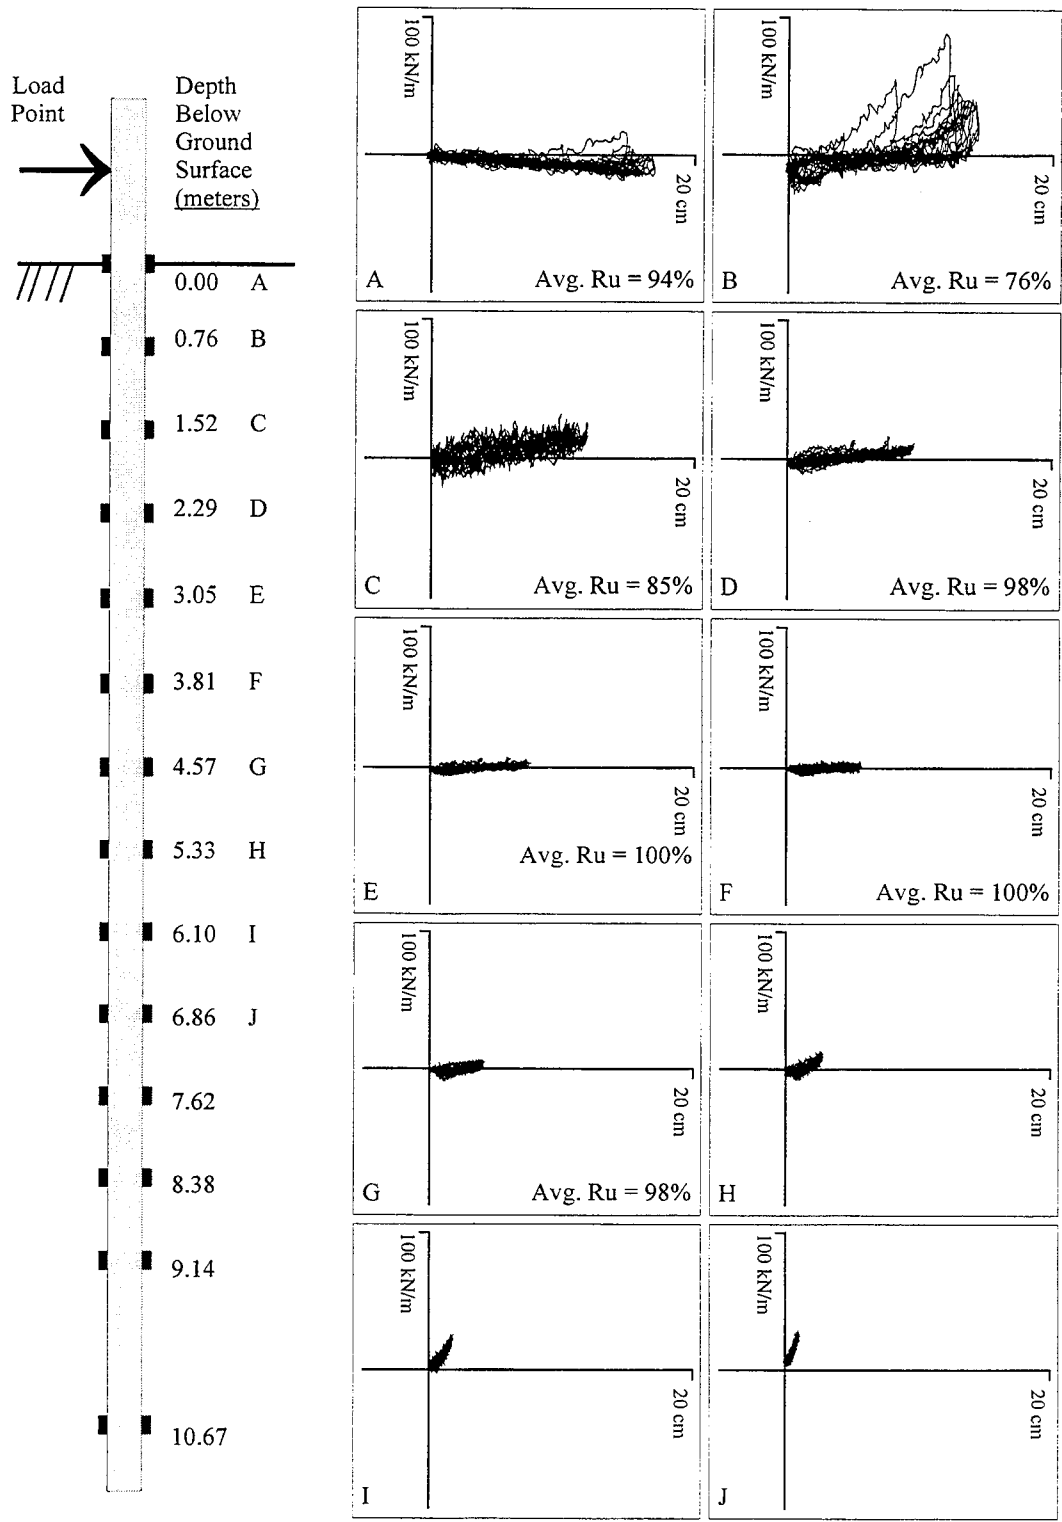 Load
Point
Depth
Below
Ground
Surface
(meters)
0.00 A
0.76 B
1.52 C
2.29 D
3.05 E
3.81 F
4.57 G
5.33 H
6.10 I
6.86 J
7.62
8.38
9.14
10.67
100 kN/m
20 cm
A Avg. Ru = 94%
100 kN/m
20 cm
B Avg. Ru = 76%
100 kN/m
20 cm
C Avg. Ru = 85%
100 kN/m
20 cm
D Avg. Ru = 98%
100 kN/m
20 cm
Avg. Ru = 100%
E
100 kN/m
20 cm
F Avg. Ru = 100%
100 kN/m
20 cm
G Avg. Ru = 98%
100 kN/m
20 cm
H
100 kN/m
20 cm
I
100 kN/m
20 cm
J